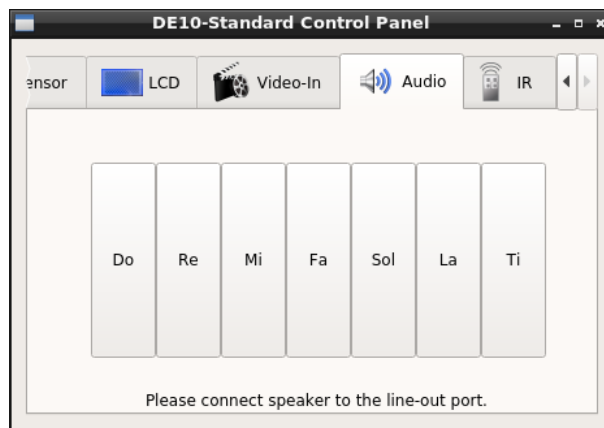 DE10-Standard Control Panel
ensor LCD Video-In Audio IR
Do Re Mi Fa Sol La Ti
Please connect speaker to the line-out port.